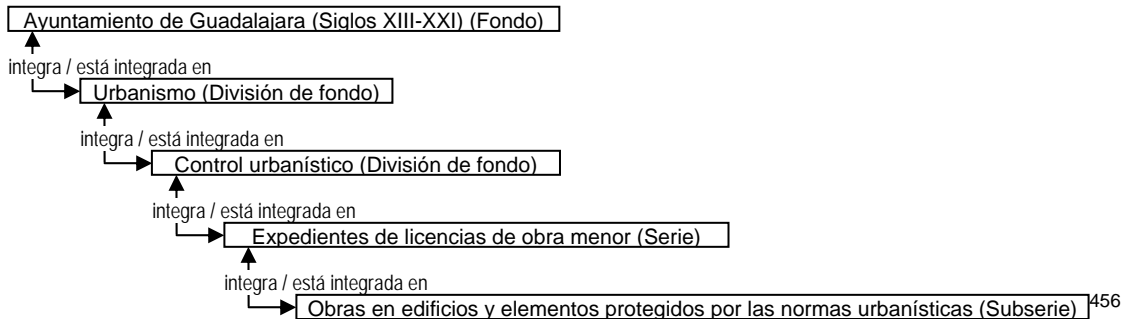 Ayuntamiento de Guadalajara (Siglos XIII-XXI) (Fondo)
integra / está integrada en
Urbanismo (División de fondo)
integra / está integrada en
Control urbanístico (División de fondo)
integra / está integrada en
Expedientes de licencias de obra menor (Serie)
integra / está integrada en
Obras en edificios y elementos protegidos por las normas urbanísticas (Subserie) 456